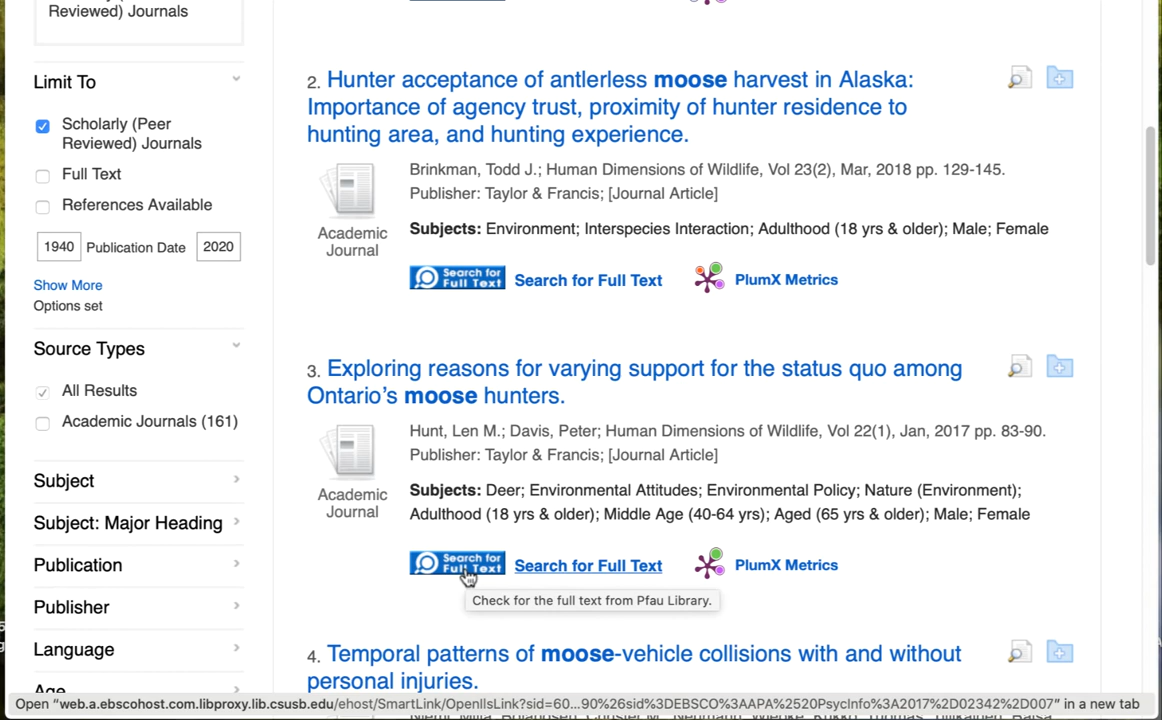 Reviewed) Journals
Limit To
Scholarly (Peer
Reviewed) Journals
Full Text
References Available
1940 Publication Date 2020
Show More
Options set
Source Types
All Results
Academic Journals (161)
Subject
Subject: Major Heading
Publication
Publisher
Language
Age
2. Hunter acceptance of antlerless moose harvest in Alaska:
Importance of agency trust, proximity of hunter residence to
hunting area, and hunting experience.
Academic
Journal
Brinkman, Todd J.; Human Dimensions of Wildlife, Vol 23(2), Mar, 2018 pp. 129-145.
Publisher: Taylor & Francis; [Journal Article]
Subjects: Environment; Interspecies Interaction; Adulthood (18 yrs & older); Male; Female
Search for
Full Text
Search for Full Text
PlumX Metrics
3. Exploring reasons for varying support for the status quo among
Ontario’s moose hunters.
Academic
Journal
Hunt, Len M.; Davis, Peter; Human Dimensions of Wildlife, Vol 22(1), Jan, 2017 pp. 83-90.
Publisher: Taylor & Francis; [Journal Article]
Subjects: Deer; Environmental Attitudes; Environmental Policy; Nature (Environment);
Adulthood (18 yrs & older); Middle Age (40-64 yrs); Aged (65 yrs & older); Male; Female
Search for
Full Text
Search for Full Text
PlumX Metrics
Check for the full text from Pfau Library.
4. Temporal patterns of moose-vehicle collisions with and without
personal injuries.
Open “web.a.ebscohost.com.libproxy.lib.csusb.edu/ehost/SmartLink/OpenIlsLink?sid=60...90%26sid%3DEBSCO%3AAPA%2520PsycInfo%3A2017%2D02342%2D007” in a new tab